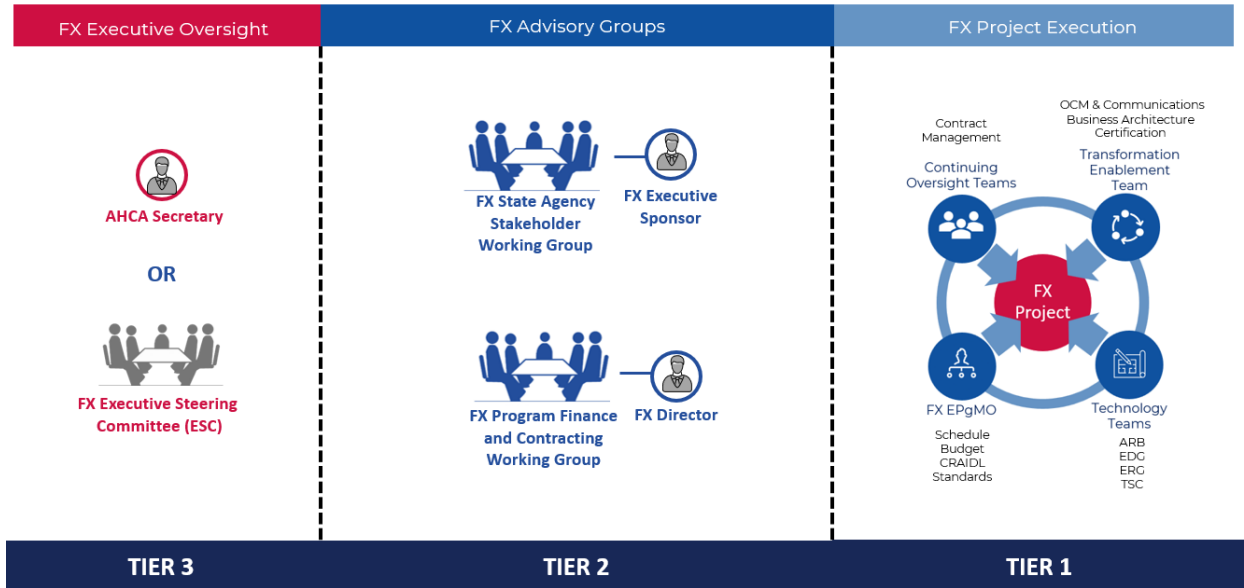 FX Executive Oversight
FX Advisory Groups
FX Project Execution
AHCA Secretary
OR
FX Executive Steering
Committee (ESC)
FX State Agency
Stakeholder
Working Group
FX Executive
Sponsor
FX Program Finance
and Contracting
Working Group
FX Director
Contract
Management
Continuing
Oversight Teams
OCM & Communications
Business Architecture
Certification
Transformation
Enablement
Team
FX
Project
FX EPgMO
Schedule
Budget
CRAIDL
Standards
Technology
Teams
ARB
EDG
ERG
TSC
TIER 3
TIER 2
TIER 1